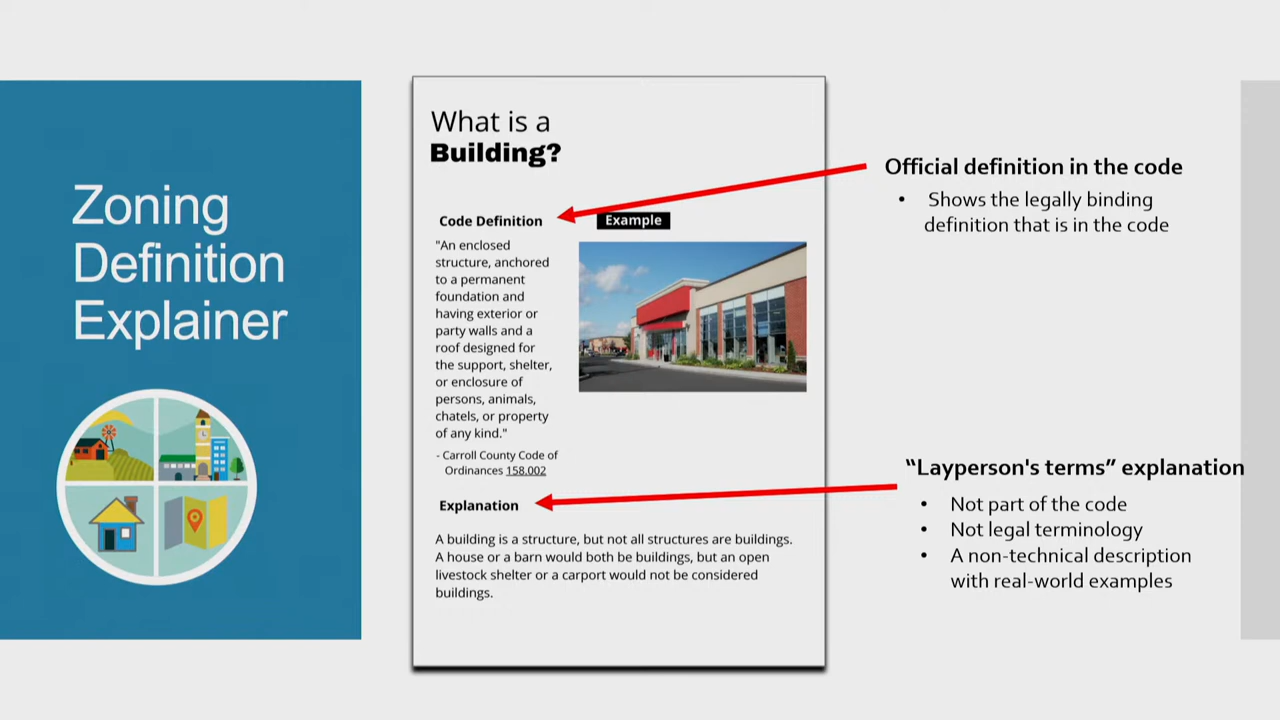 Zoning
Definition
Explainer
What is a
Building?
Code Definition
"An enclosed
structure, anchored
to a permanent
foundation and
having exterior or
party walls and a
roof designed for
the support, shelter,
or enclosure of
persons, animals,
chatels, or property
of any kind."
- Carroll County Code of
Ordinances 158.002
Example
Explanation
A building is a structure, but not all structures are buildings.
A house or a barn would both be buildings, but an open
livestock shelter or a carport would not be considered
buildings.
Official definition in the code
• Shows the legally binding
definition that is in the code
“Layperson's terms” explanation
• Not part of the code
• Not legal terminology
• A non-technical description
with real-world examples